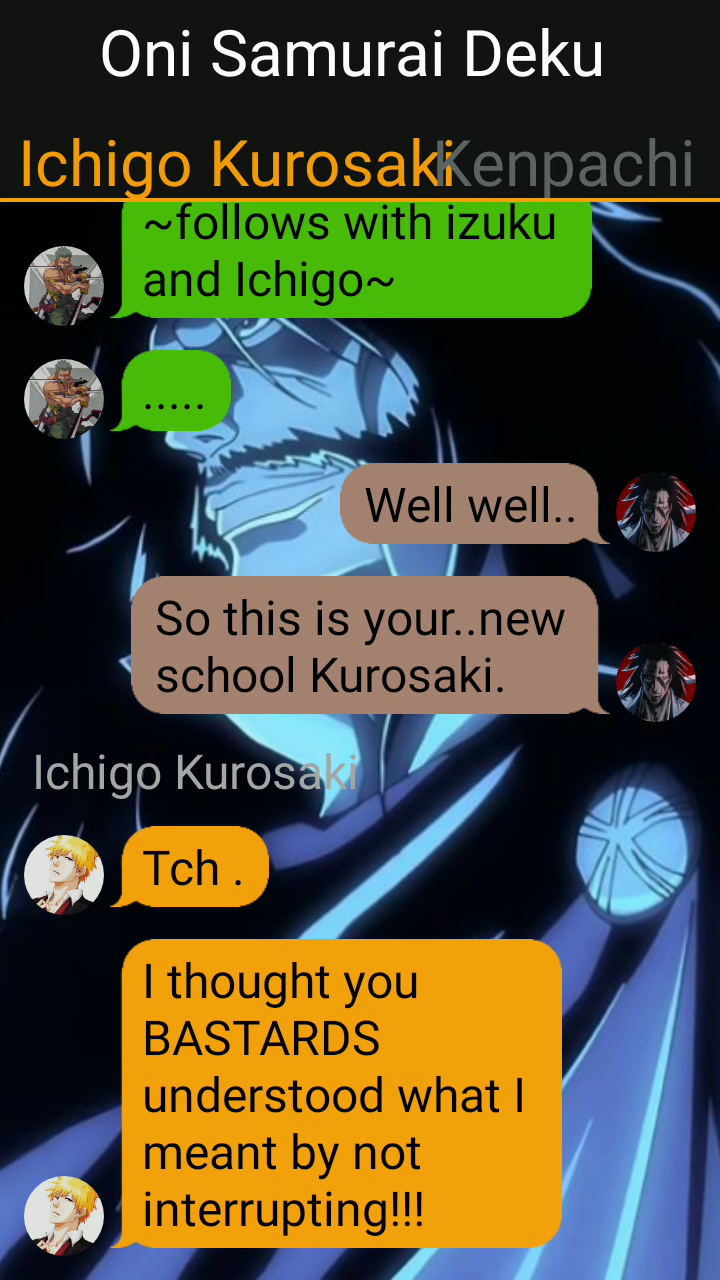 Oni Samurai Deku
Ichigo Kurosaki Kenpachi
~follows with izuku
and Ichigo~
.....
Well well..
So this is your..new
school Kurosaki.
Ichigo Kurosaki
Tch .
I thought you
BASTARDS
understood what I
meant by not
interrupting!!!